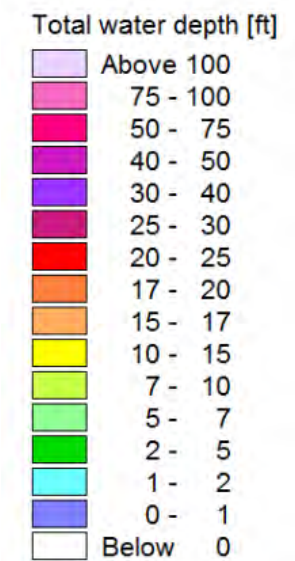 Total water depth [ft]
Above 100
75 - 100
50 - 75
40 - 50
30 - 40
25 - 30
20 - 25
17 - 20
15 - 17
10 - 15
7 - 10
5 - 7
2 - 5
1 - 2
0 - 1
Below 0